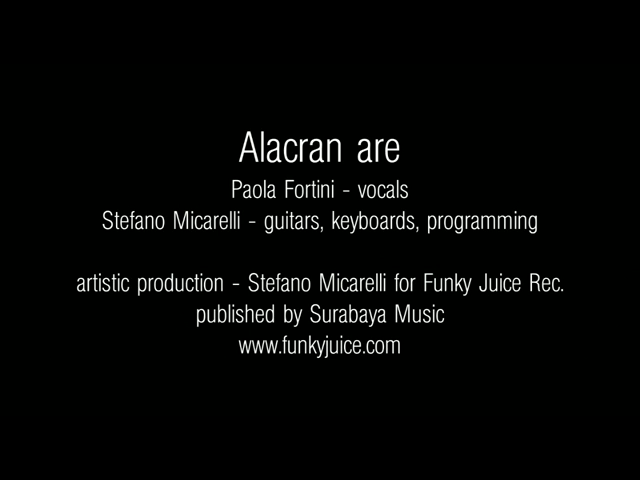 Alacran are
Paola Fortini - vocals
Stefano Micarelli - guitars, keyboards, programming
artistic production - Stefano Micarelli for Funky Juice Rec.
published by Surabaya Music
www.funkyjuice.com